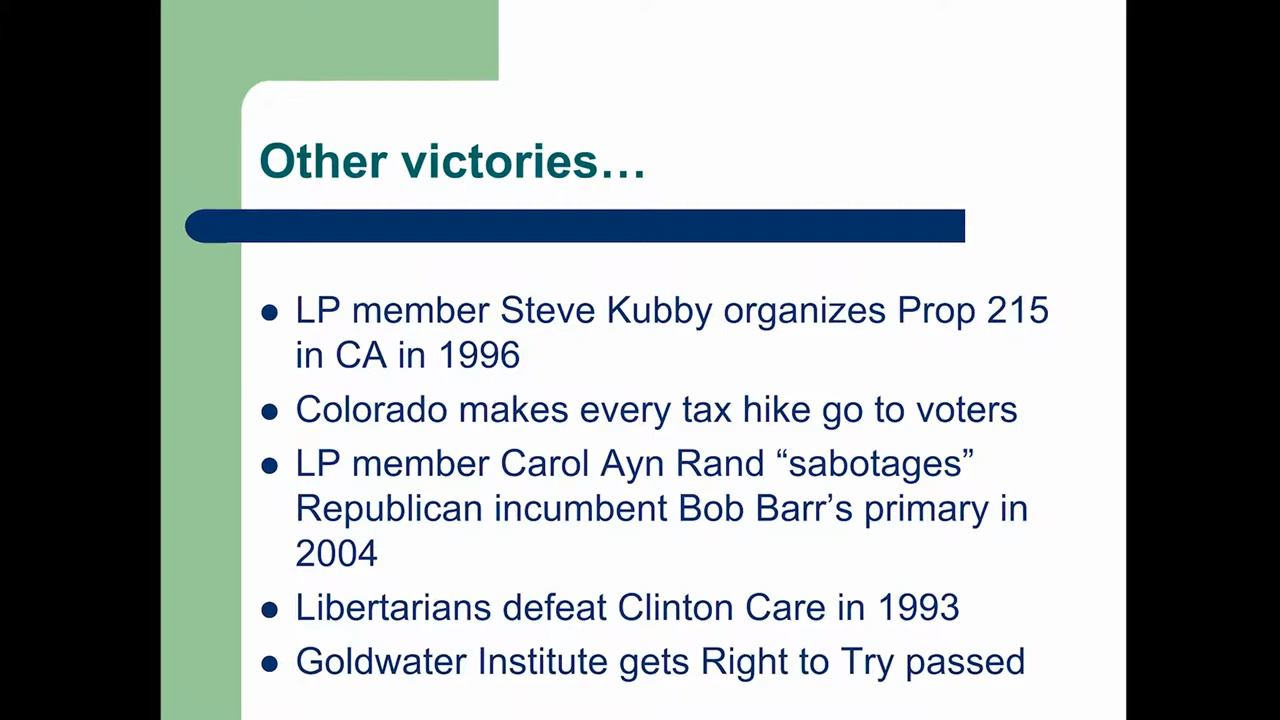 Other victories…
● LP member Steve Kubby organizes Prop 215
in CA in 1996
● Colorado makes every tax hike go to voters
● LP member Carol Ayn Rand “sabotages”
Republican incumbent Bob Barr’s primary in
2004
● Libertarians defeat Clinton Care in 1993
● Goldwater Institute gets Right to Try passed